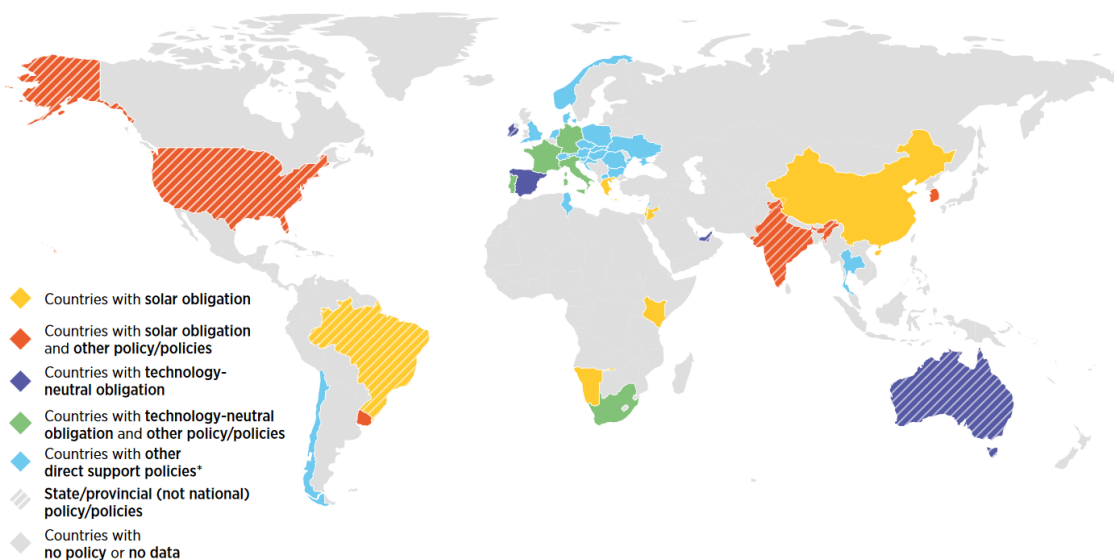 Countries with solar obligation
Countries with solar obligation
and other policy/policies
Countries with technology-
neutral obligation
Countries with technology-neutral
obligation and other policy/policies
Countries with other
direct support policies*
State/provincial (not national)
policy/policies
Countries with
no policy or no data